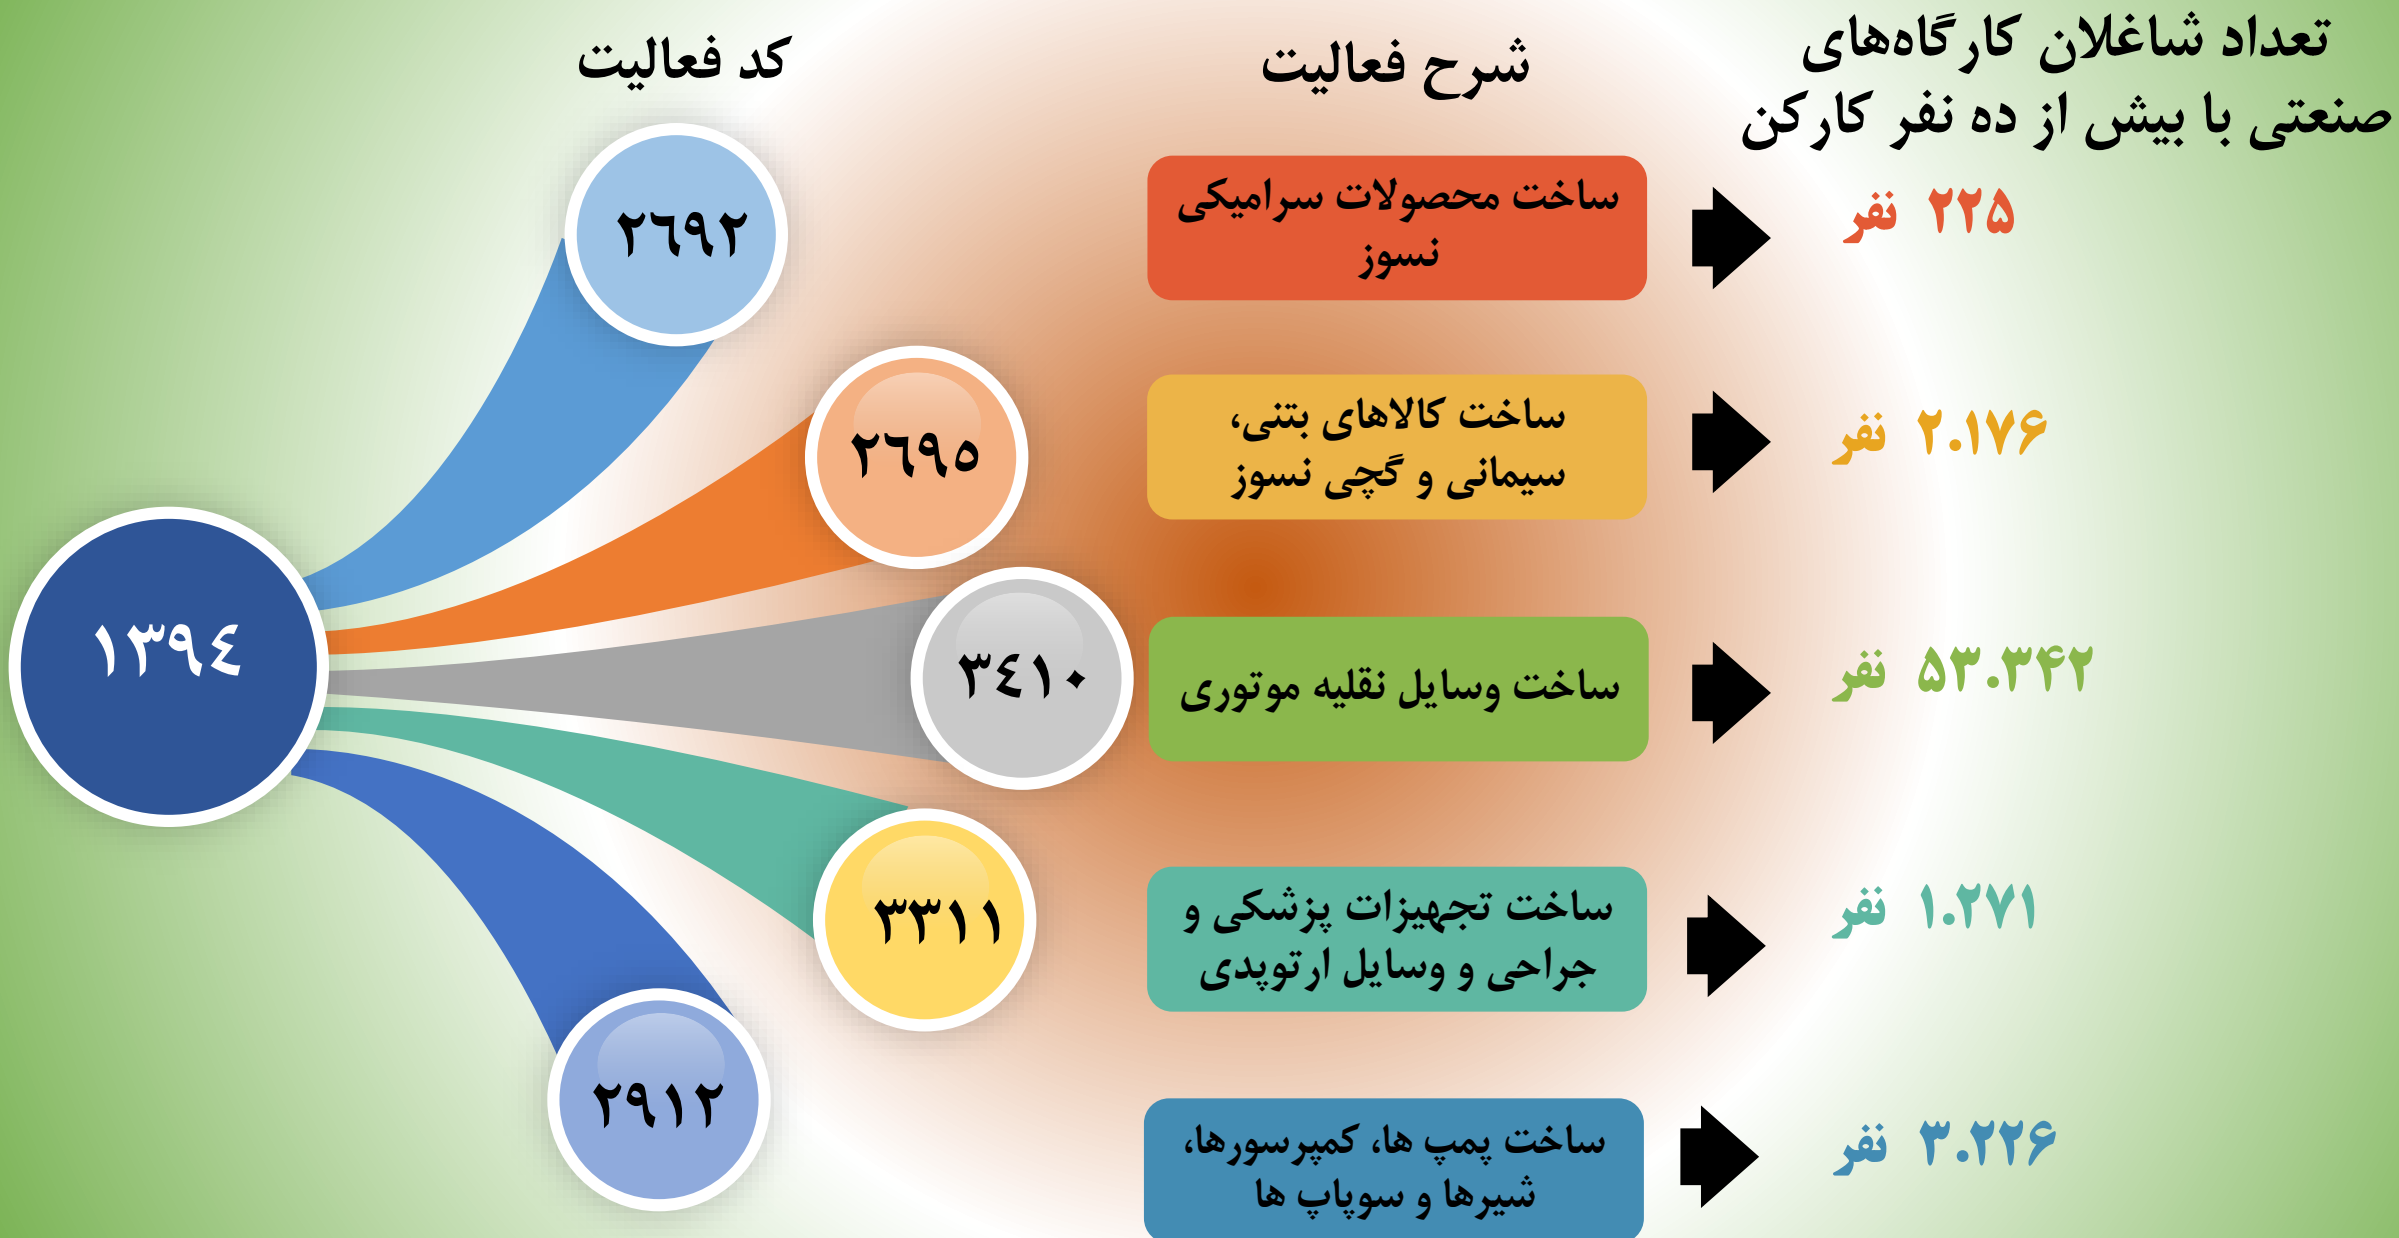 تعداد شاغلان کارگاه‌های
صنعتی با بیش از ده نفر کارکن
شرح فعالیت
کد فعالیت
۱۳۹٤
۲٦۹۲
ساخت محصولات سرامیکی
نسوز
۲۲۵ نفر
۲٦۹٥
ساخت کالاهای بتنی،
سیمانی و گچی نسوز
۲.۱۷۶ نفر
۳٤۱۰
ساخت وسایل نقلیه موتوری
۵۳.۳۴۲ نفر
۳۳۱۱
ساخت تجهیزات پزشکی و
جراحی و وسایل ارتوپدی
۱.۲۷۱ نفر
۲۹۱۲
ساخت پمپ ها، کمپرسورها،
شیرها و سوپاپ ها
۳.۲۲۶ نفر